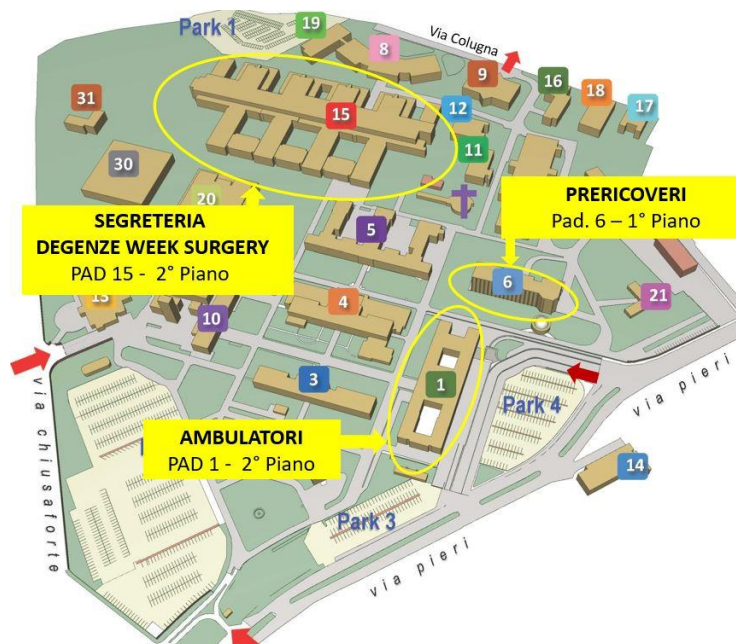 Park 1
19
8
Via Colugna
9
16
18
17
31
15
12
11
30
20
PRERICOVERI
Pad. 6 – 1° Piano
SEGRETERIA
DEGENZE WEEK SURGERY
PAD 15 - 2° Piano
5
6
21
13
10
4
3
1
Park 4
via pieri
via chiusaforte
AMBULATORI
PAD 1 - 2° Piano
14
Park 3
via pieri